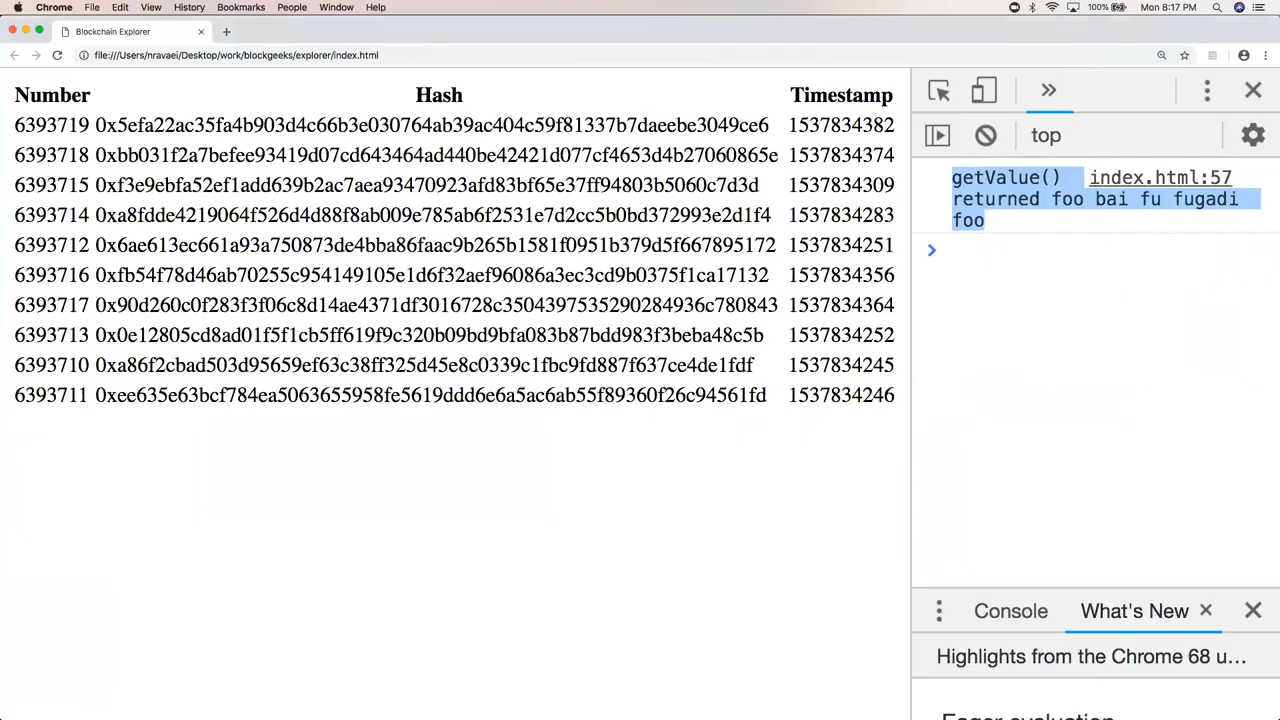 Chrome File Edit View History Bookmarks People Window Help 100% Mon 8:17 PM
Blockchain Explorer
file:///Users/nravaei/Desktop/work/blockgeeks/explorer/index.html
Number Hash Timestamp
6393719 0x5efa22ac35fa4b903d4c66b3e030764ab39ac404c59f81337b7daeebe3049ce6 1537834382
6393718 0xbb031f2a7befee93419d07cd643464ad440be42421d077cf4653d4b27060865e 1537834374
6393715 0xf3e9ebfa52ef1add639b2ac7aea93470923afd83bf65e37ff94803b5060c7d3d 1537834309
6393714 0xa8fdde4219064f526d4d88f8ab009e785ab6f2531e7d2cc5b0bd372993e2d1f4 1537834283
6393712 0x6ae613ec661a93a750873de4bba86faac9b265b1581f0951b379d5f667895172 1537834251
6393716 0xfb54f78d46ab70255c954149105e1d6f32aef96086a3ec3cd9b0375f1ca17132 1537834356
6393717 0x90d260c0f283f3f06c8d14ae4371df3016728c3504397535290284936c780843 1537834364
6393713 0x0e12805cd8ad01f5f1cb5ff619f9c320b09bd9bfa083b87bdd983f3beba48c5b 1537834252
6393710 0xa86f2cbad503d95659ef63c38ff325d45e8c0339c1fbc9fd887f637ce4de1fdf 1537834245
6393711 0xee635e63bcf784ea5063655958fe5619ddd6e6a5ac6ab55f89360f26c94561fd 1537834246
top
getValue() index.html:57
returned foo bai fu fugadi
foo
Console What's New
Highlights from the Chrome 68 u...
Eager evaluation